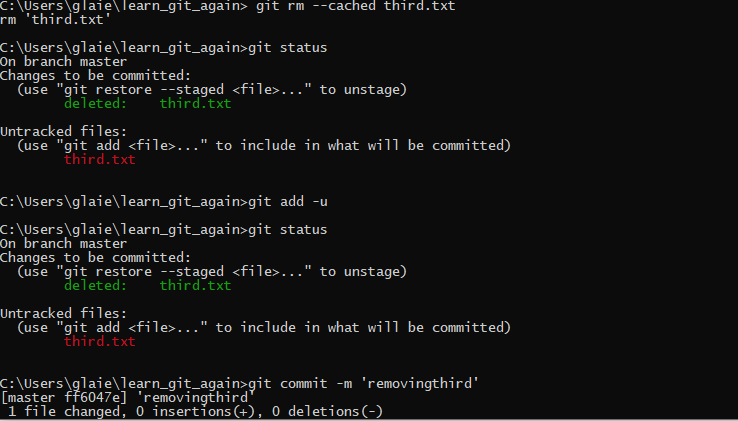 C:\Users\glaie\learn_git_again> git rm --cached third.txt
rm 'third.txt'
C:\Users\glaie\learn_git_again>git status
On branch master
Changes to be committed:
  (use "git restore --staged <file>..." to unstage)
        deleted:    third.txt
Untracked files:
  (use "git add <file>..." to include in what will be committed)
        third.txt
C:\Users\glaie\learn_git_again>git add -u
C:\Users\glaie\learn_git_again>git status
On branch master
Changes to be committed:
  (use "git restore --staged <file>..." to unstage)
        deleted:    third.txt
Untracked files:
  (use "git add <file>..." to include in what will be committed)
        third.txt
C:\Users\glaie\learn_git_again>git commit -m 'removingthird'
[master ff6047e] 'removingthird'
 1 file changed, 0 insertions(+), 0 deletions(-)